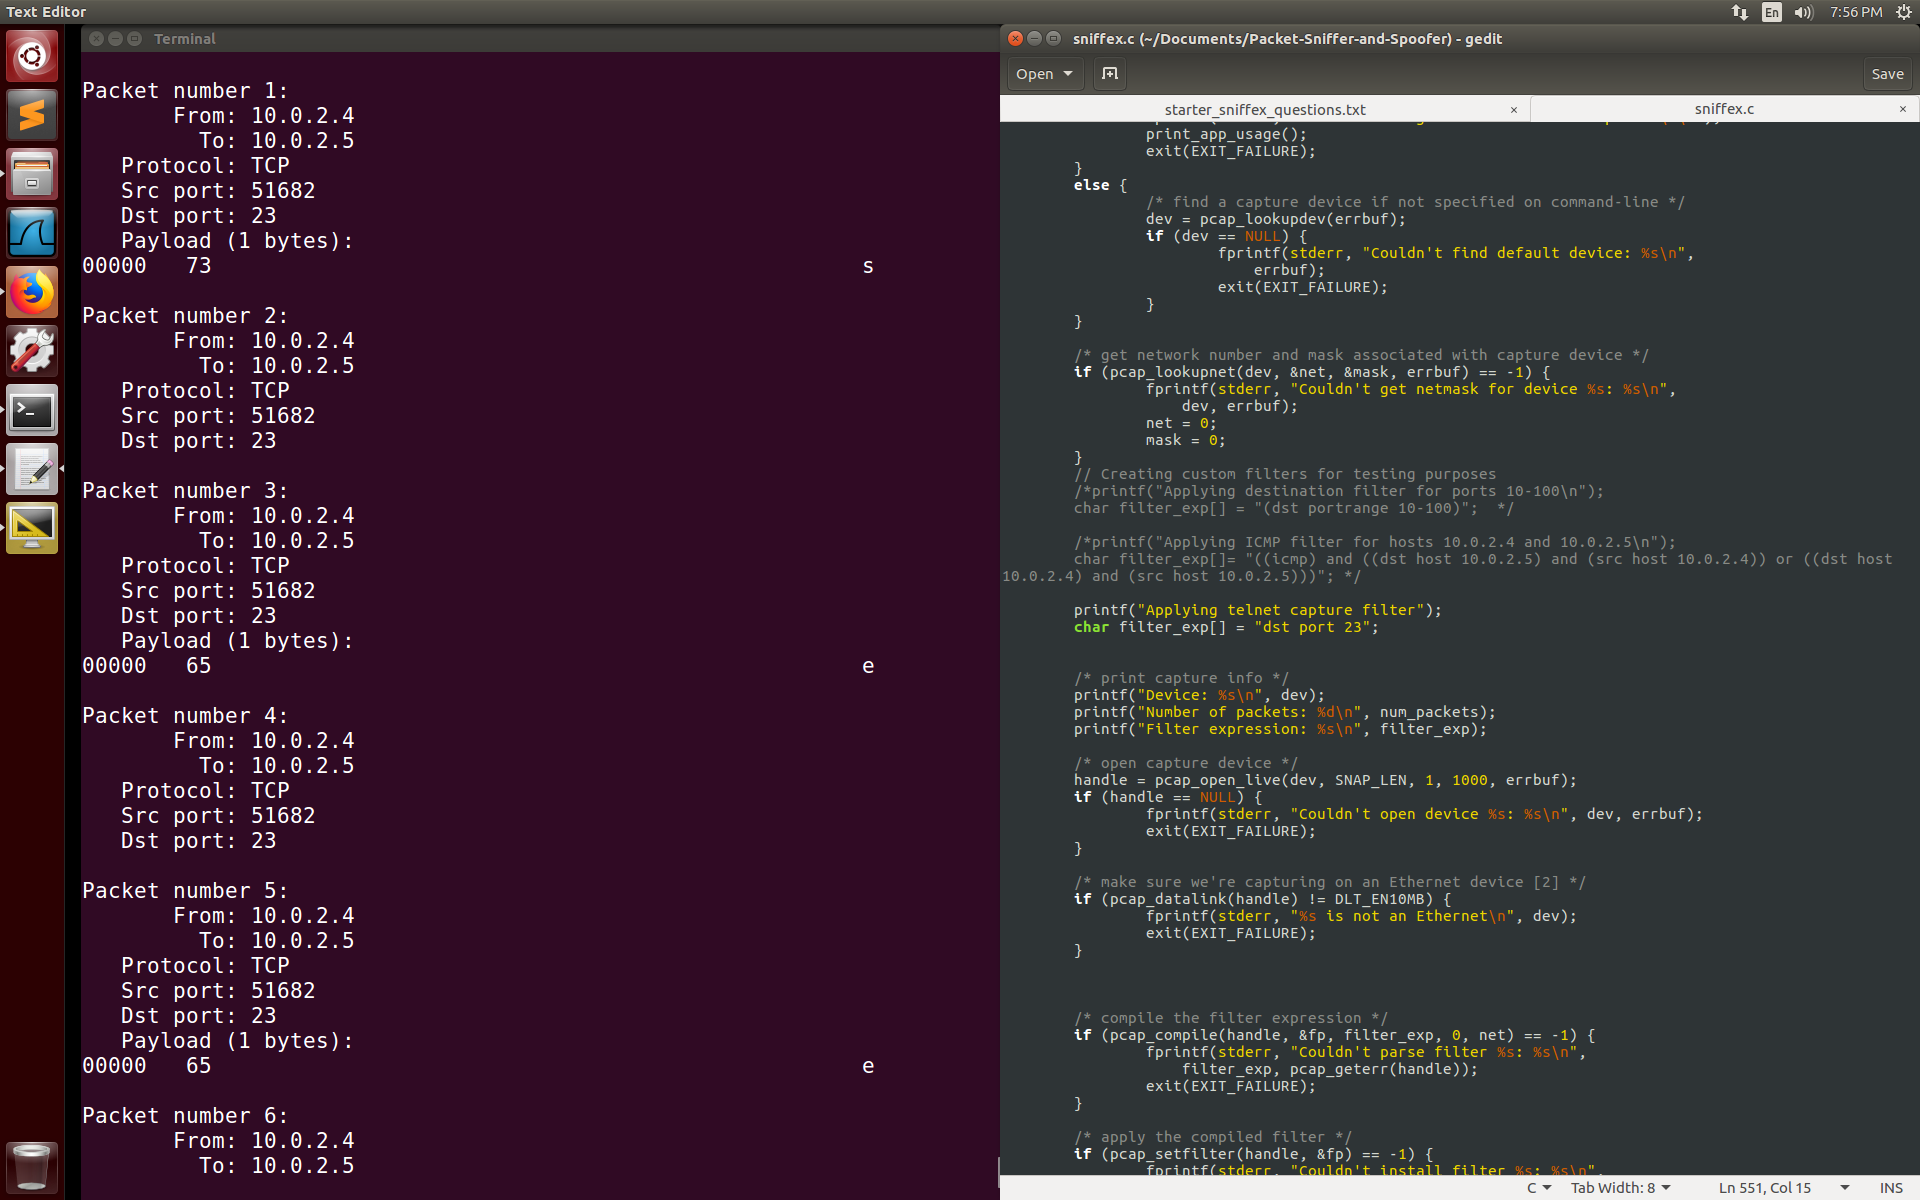 Text Editor
En
7:56 PM
Terminal
Packet number 1:
From: 10.0.2.4
To: 10.0.2.5
Protocol: TCP
Src port: 51682
Dst port: 23
Payload (1 bytes):
00000   73   s
Packet number 2:
From: 10.0.2.4
To: 10.0.2.5
Protocol: TCP
Src port: 51682
Dst port: 23
Packet number 3:
From: 10.0.2.4
To: 10.0.2.5
Protocol: TCP
Src port: 51682
Dst port: 23
Payload (1 bytes):
00000   65   e
Packet number 4:
From: 10.0.2.4
To: 10.0.2.5
Protocol: TCP
Src port: 51682
Dst port: 23
Packet number 5:
From: 10.0.2.4
To: 10.0.2.5
Protocol: TCP
Src port: 51682
Dst port: 23
Payload (1 bytes):
00000   65   e
Packet number 6:
From: 10.0.2.4
To: 10.0.2.5
sniffex.c (~/Documents/Packet-Sniffer-and-Spoofer) - gedit
Open
Save
starter_sniffex_questions.txt
sniffex.c
print_app_usage();
exit(EXIT_FAILURE);
}
else {
/* find a capture device if not specified on command-line */
dev = pcap_lookupdev(errbuf);
if (dev == NULL) {
fprintf(stderr, "Couldn't find default device: %s\n",
errbuf);
exit(EXIT_FAILURE);
}
}
/* get network number and mask associated with capture device */
if (pcap_lookupnet(dev, &net, &mask, errbuf) == -1) {
fprintf(stderr, "Couldn't get netmask for device %s: %s\n",
dev, errbuf);
net = 0;
mask = 0;
}
// Creating custom filters for testing purposes
/*printf("Applying destination filter for ports 10-100\n");
char filter_exp[] = "(dst portrange 10-100)";  */
/*printf("Applying ICMP filter for hosts 10.0.2.4 and 10.0.2.5\n");
char filter_exp[]= "((icmp) and ((dst host 10.0.2.5) and (src host 10.0.2.4)) or ((dst host
10.0.2.4) and (src host 10.0.2.5)))"; */
printf("Applying telnet capture filter");
char filter_exp[] = "dst port 23";
/* print capture info */
printf("Device: %s\n", dev);
printf("Number of packets: %d\n", num_packets);
printf("Filter expression: %s\n", filter_exp);
/* open capture device */
handle = pcap_open_live(dev, SNAP_LEN, 1, 1000, errbuf);
if (handle == NULL) {
fprintf(stderr, "Couldn't open device %s: %s\n", dev, errbuf);
exit(EXIT_FAILURE);
}
/* make sure we're capturing on an Ethernet device [2] */
if (pcap_datalink(handle) != DLT_EN10MB) {
fprintf(stderr, "%s is not an Ethernet\n", dev);
exit(EXIT_FAILURE);
}
/* compile the filter expression */
if (pcap_compile(handle, &fp, filter_exp, 0, net) == -1) {
fprintf(stderr, "Couldn't parse filter %s: %s\n",
filter_exp, pcap_geterr(handle));
exit(EXIT_FAILURE);
}
/* apply the compiled filter */
if (pcap_setfilter(handle, &fp) == -1) {
fprintf(stderr, "Couldn't install filter %s: %s\n",
C
Tab Width: 8
Ln 551, Col 15
INS